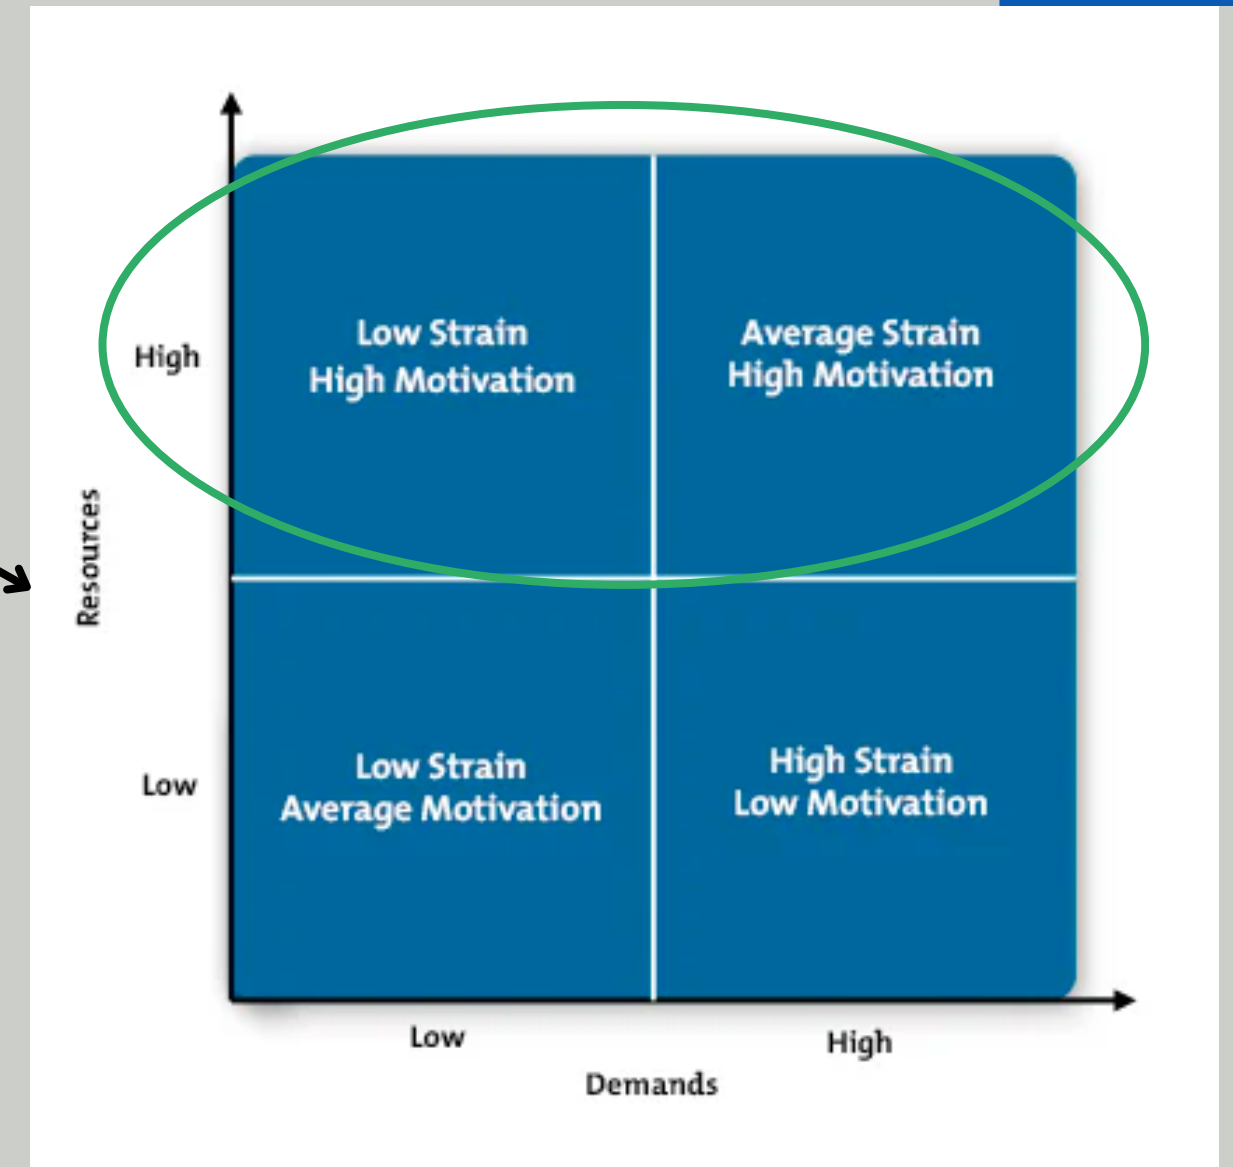 Low Strain
High Motivation
Average Strain
High Motivation
High
Resources
Low Strain
Average Motivation
High Strain
Low Motivation
Low
Low
High
Demands